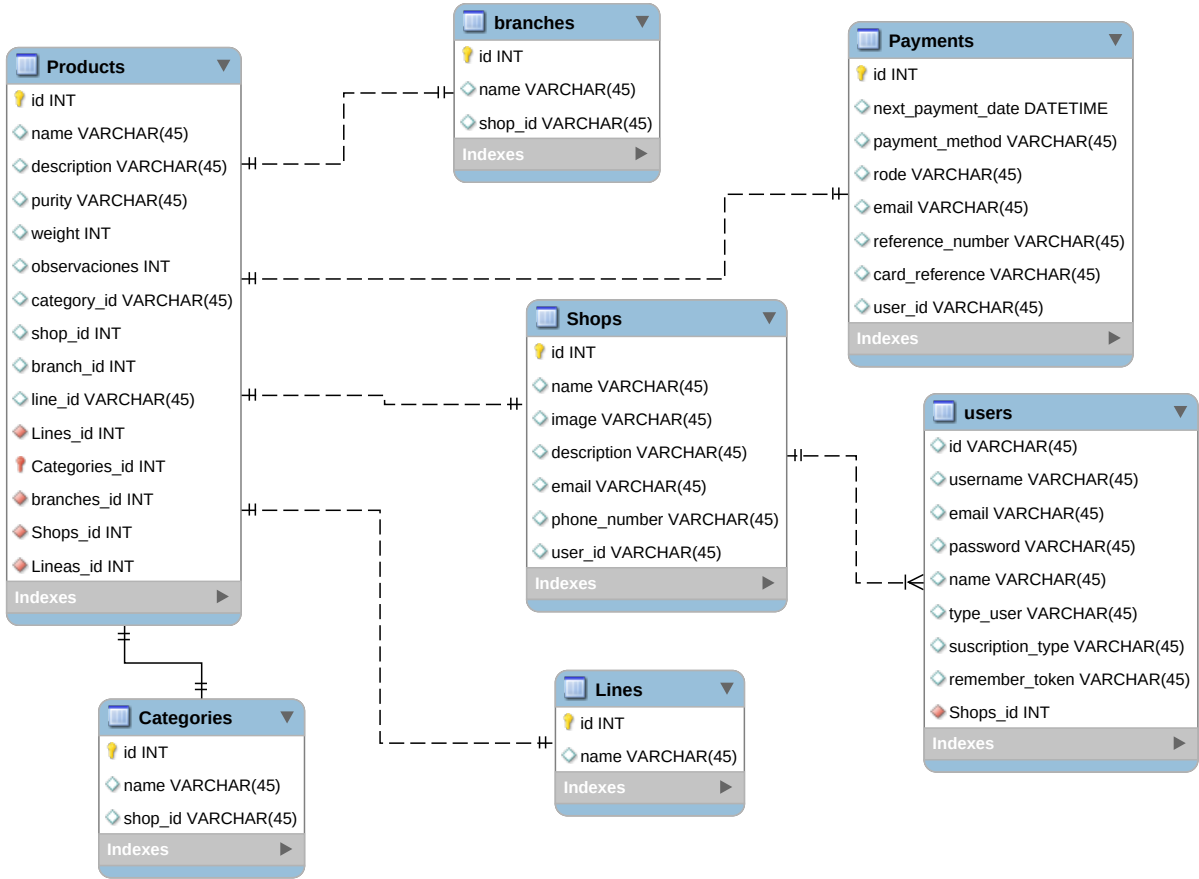 Products
id INT
name VARCHAR(45)
description VARCHAR(45)
purity VARCHAR(45)
weight INT
observaciones INT
category_id VARCHAR(45)
shop_id INT
branch_id INT
line_id VARCHAR(45)
Lines_id INT
Categories_id INT
branches_id INT
Shops_id INT
Lineas_id INT
Indexes
branches
id INT
name VARCHAR(45)
shop_id VARCHAR(45)
Indexes
Payments
id INT
next_payment_date DATETIME
payment_method VARCHAR(45)
rode VARCHAR(45)
email VARCHAR(45)
reference_number VARCHAR(45)
card_reference VARCHAR(45)
user_id VARCHAR(45)
Indexes
Shops
id INT
name VARCHAR(45)
image VARCHAR(45)
description VARCHAR(45)
email VARCHAR(45)
phone_number VARCHAR(45)
user_id VARCHAR(45)
Indexes
users
id VARCHAR(45)
username VARCHAR(45)
email VARCHAR(45)
password VARCHAR(45)
name VARCHAR(45)
type_user VARCHAR(45)
suscription_type VARCHAR(45)
remember_token VARCHAR(45)
Shops_id INT
Indexes
Categories
id INT
name VARCHAR(45)
shop_id VARCHAR(45)
Indexes
Lines
id INT
name VARCHAR(45)
Indexes